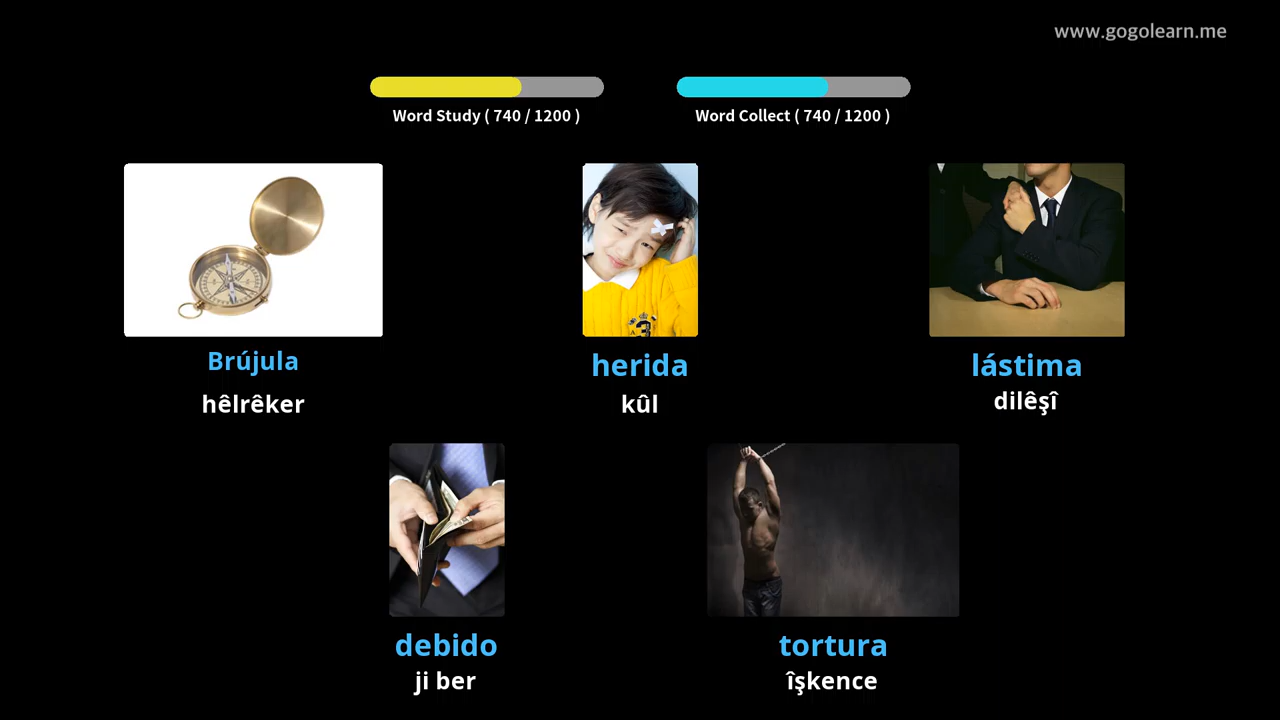 www.gogolearn.me
Word Study ( 740 / 1200 )
Word Collect ( 740 / 1200 )
Brújula
hêlrêker
herida
kûl
lástima
dilêşî
debido
ji ber
tortura
îşkence